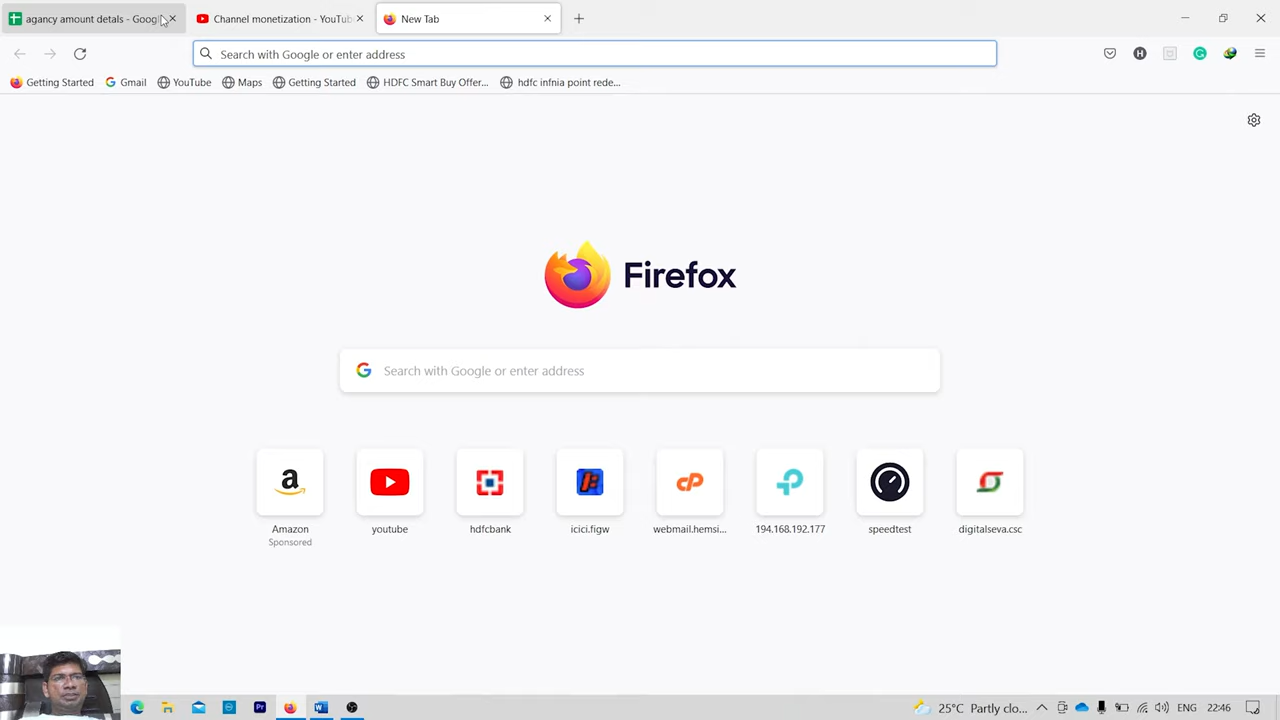 agancy amount detals - Goog
Channel monetization - YouTub
New Tab
Search with Google or enter address
Getting Started
Gmail
YouTube
Maps
Getting Started
HDFC Smart Buy Offer...
hdfc infnia point rede...
Firefox
Search with Google or enter address
Amazon
Sponsored
youtube
hdfcbank
icici.figw
webmail.hemsi...
194.168.192.177
speedtest
digitalseva.csc
25°C Partly clo...
ENG
22:46